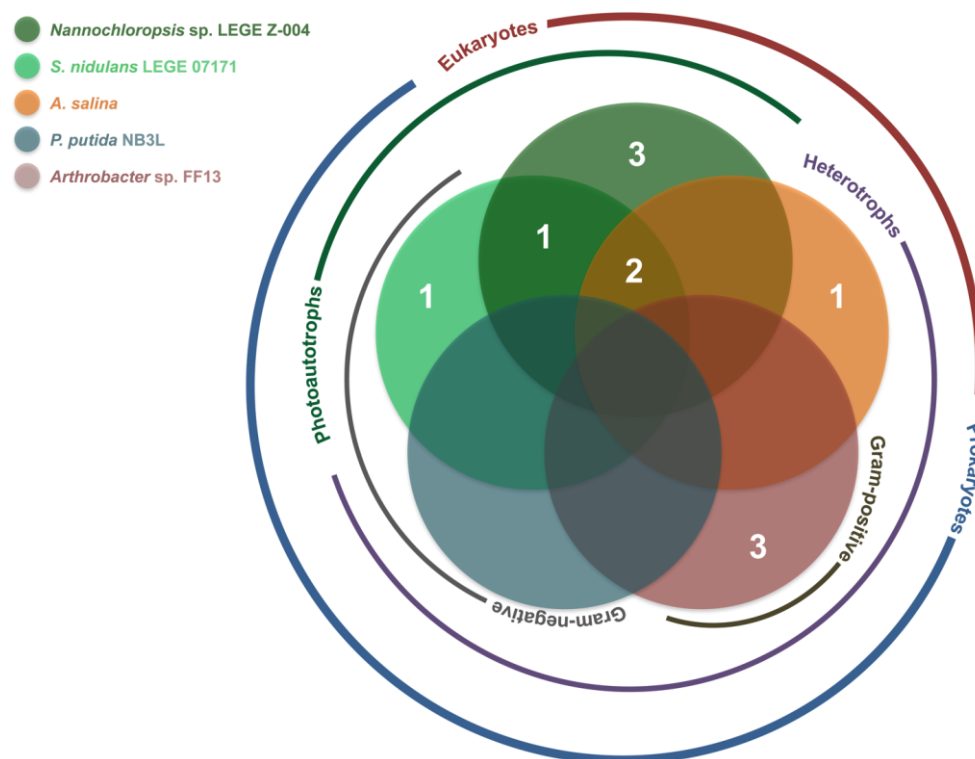 Nannochloropsis sp. LEGE Z-004
S. nidulans LEGE 07171
A. salina
P. putida NB3L
Arthrobacter sp. FF13
Eukaryotes
Photoautotrophs
Heterotrophs
Prokaryotes
Gram-positive
Gram-negative
3
1
2
1
1
3